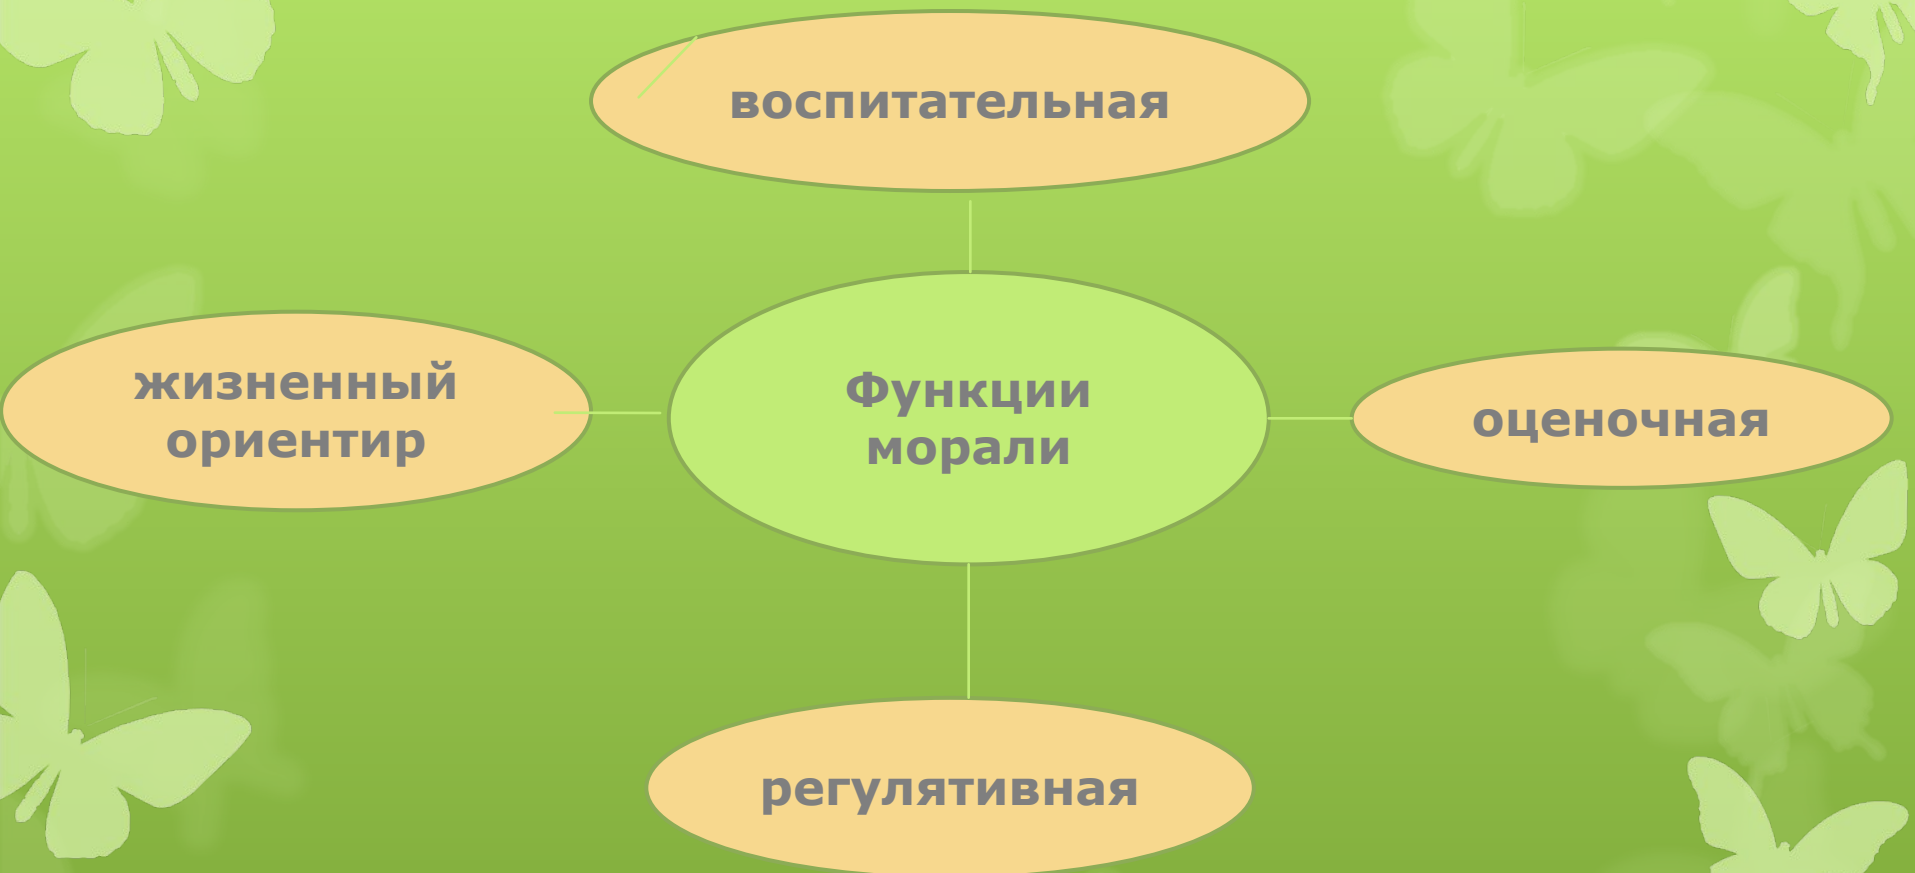 воспитательная
жизненный
ориентир
Функции
морали
оценочная
регулятивная